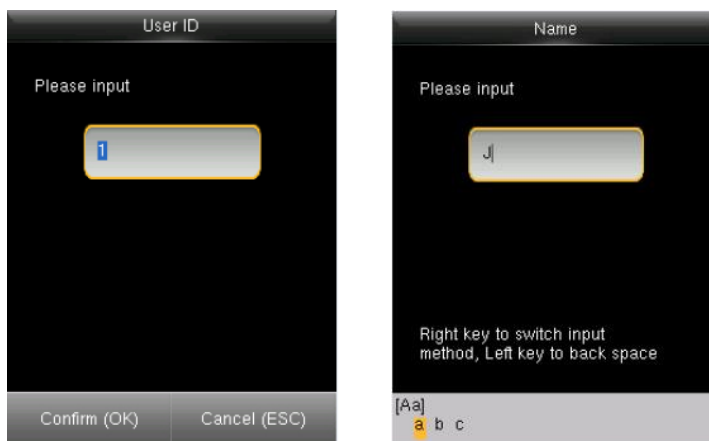 User ID
Please input
1
Confirm (OK) Cancel (ESC)
Name
Please input
J
Right key to switch input
method, Left key to back space
[Aa]
a b c